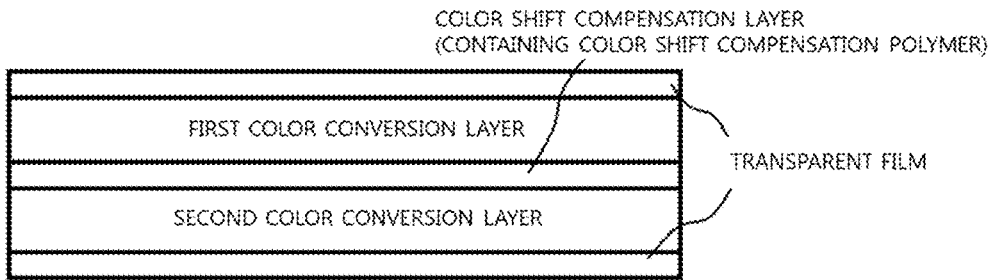 COLOR SHIFT COMPENSATION LAYER
(CONTAINING COLOR SHIFT COMPENSATION POLYMER)
FIRST COLOR CONVERSION LAYER
TRANSPARENT FILM
SECOND COLOR CONVERSION LAYER